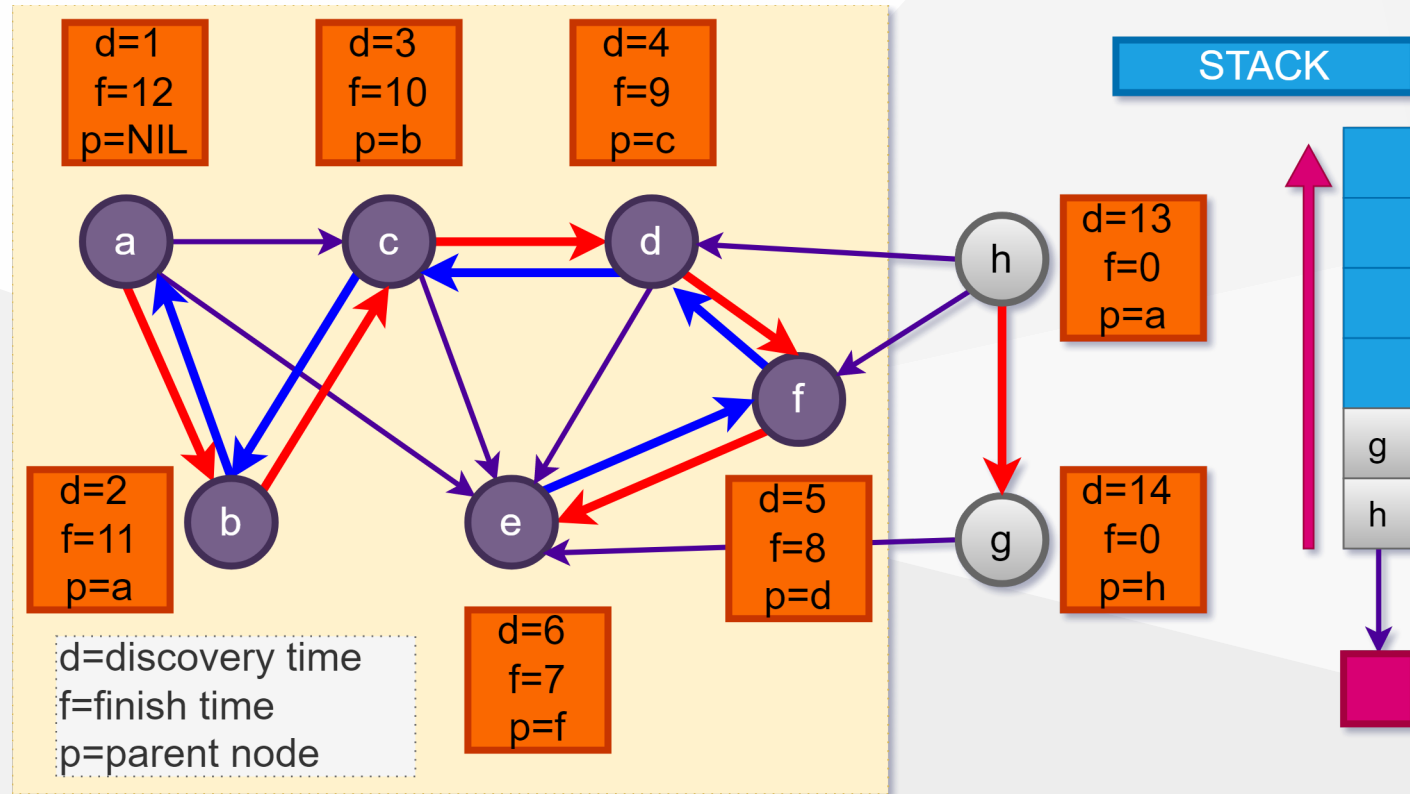 d=1
f=12
p=NIL
d=3
f=10
p=b
d=4
f=9
p=c
STACK
a
c
d
h
d=13
f=0
p=a
f
g
h
d=2
f=11
p=a
b
e
d=5
f=8
p=d
g
d=14
f=0
p=h
d=6
f=7
p=f
d=discovery time
f=finish time
p=parent node